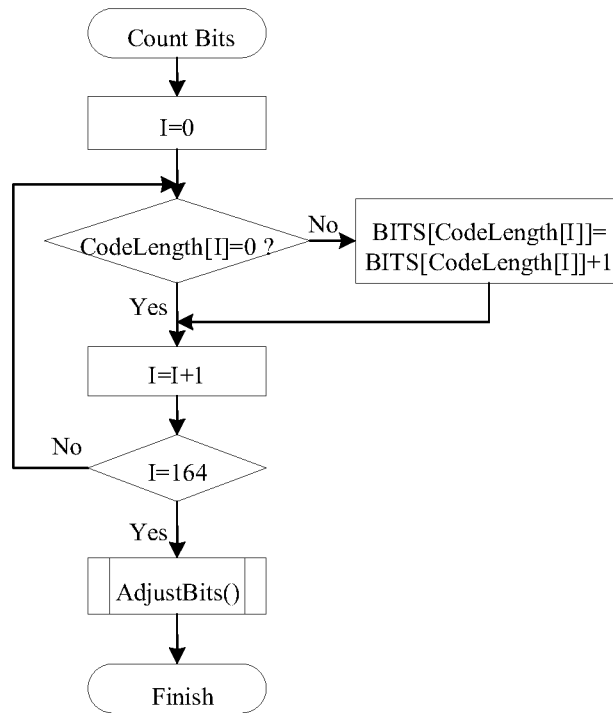 Count Bits
I=0
CodeLength[I]=0 ?
No
BITS[CodeLength[I]]=
BITS[CodeLength[I]]+1
Yes
I=I+1
No
I=164
Yes
AdjustBits()
Finish